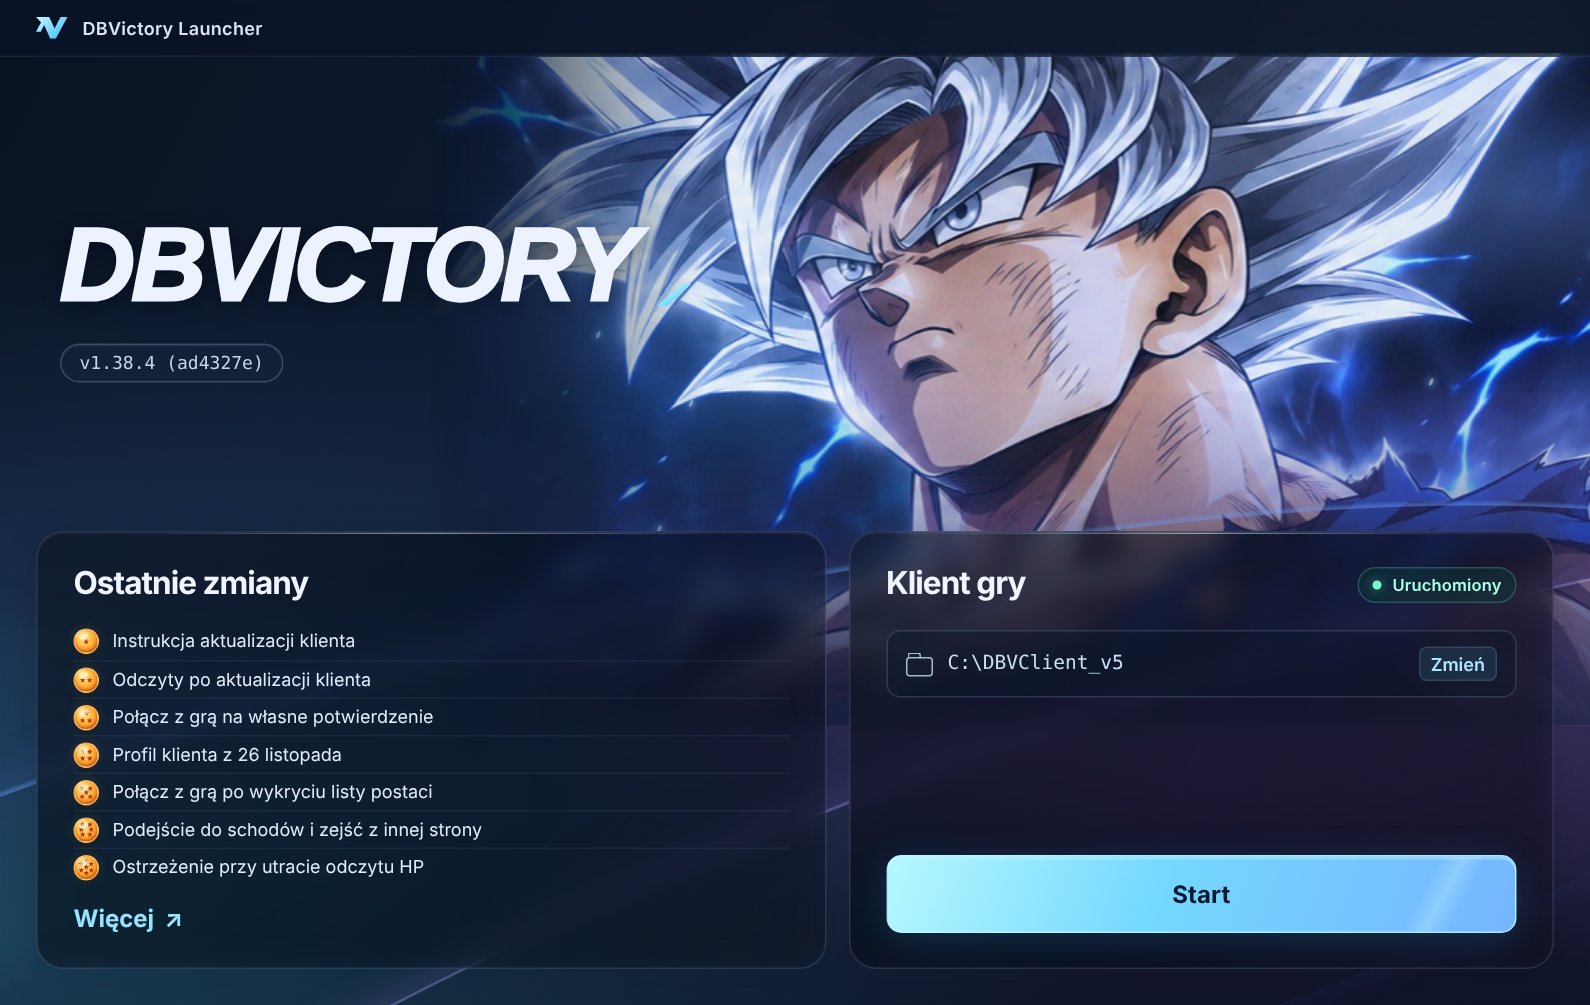 DBVictory Launcher
DBVICTORY
v1.38.4 (ad4327e)
Ostatnie zmiany
Instrukcja aktualizacji klienta
Odczyty po aktualizacji klienta
Połącz z grą na własne potwierdzenie
Profil klienta z 26 listopada
Połącz z grą po wykryciu listy postaci
Podejście do schodów i zejść z innej strony
Ostrzeżenie przy utracie odczytu HP
Więcej
Klient gry
Uruchomiony
C:\DBVClient_v5
Zmień
Start